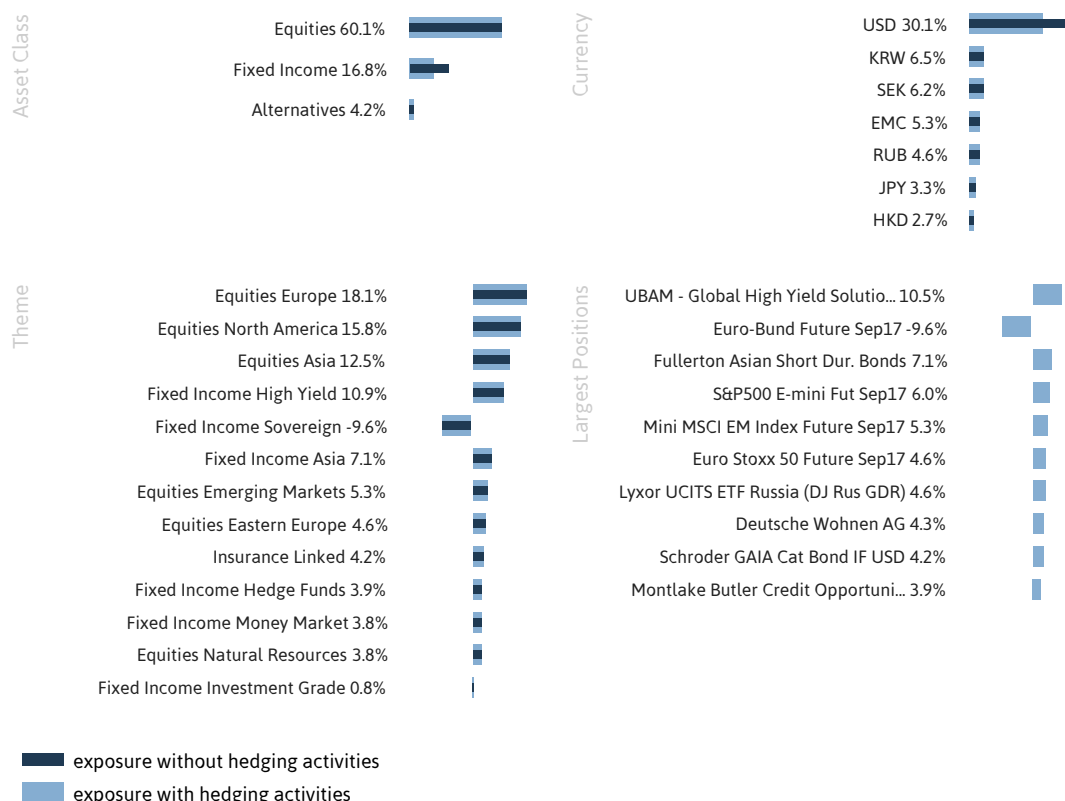 Asset Class
Equities 60.1%
Fixed Income 16.8%
Alternatives 4.2%
Currency
USD 30.1%
KRW 6.5%
SEK 6.2%
EMC 5.3%
RUB 4.6%
JPY 3.3%
HKD 2.7%
Theme
Equities Europe 18.1%
Equities North America 15.8%
Equities Asia 12.5%
Fixed Income High Yield 10.9%
Fixed Income Sovereign -9.6%
Fixed Income Asia 7.1%
Equities Emerging Markets 5.3%
Equities Eastern Europe 4.6%
Insurance Linked 4.2%
Fixed Income Hedge Funds 3.9%
Fixed Income Money Market 3.8%
Equities Natural Resources 3.8%
Fixed Income Investment Grade 0.8%
Largest Positions
UBAM - Global High Yield Solutio... 10.5%
Euro-Bund Future Sep17 -9.6%
Fullerton Asian Short Dur. Bonds 7.1%
S&P500 E-mini Fut Sep17 6.0%
Mini MSCI EM Index Future Sep17 5.3%
Euro Stoxx 50 Future Sep17 4.6%
Lyxor UCITS ETF Russia (DJ Rus GDR) 4.6%
Deutsche Wohnen AG 4.3%
Schroder GAIA Cat Bond IF USD 4.2%
Montlake Butler Credit Opportuni... 3.9%
exposure without hedging activities
exposure with hedging activities